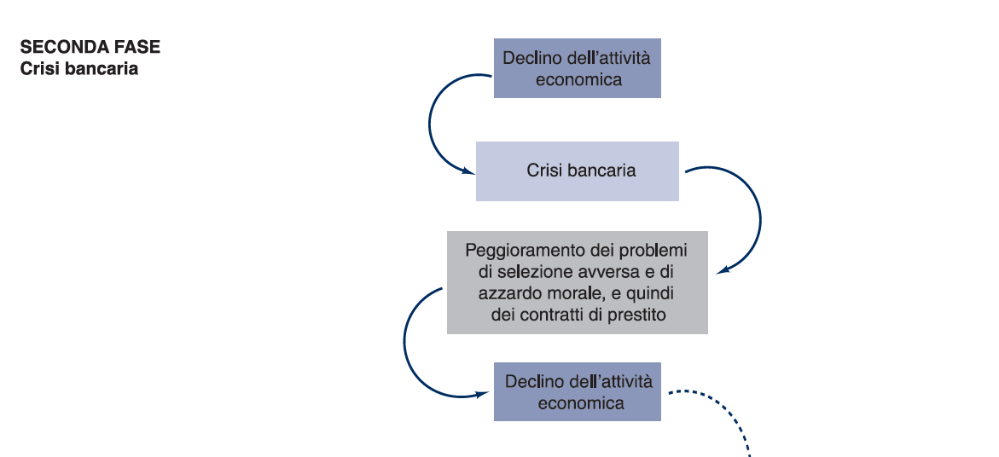 SECONDA FASE
Crisi bancaria
Declino dell'attività
economica
Crisi bancaria
Peggioramento dei problemi
di selezione avversa e di
azzardo morale, e quindi
dei contratti di prestito
Declino dell'attività
economica